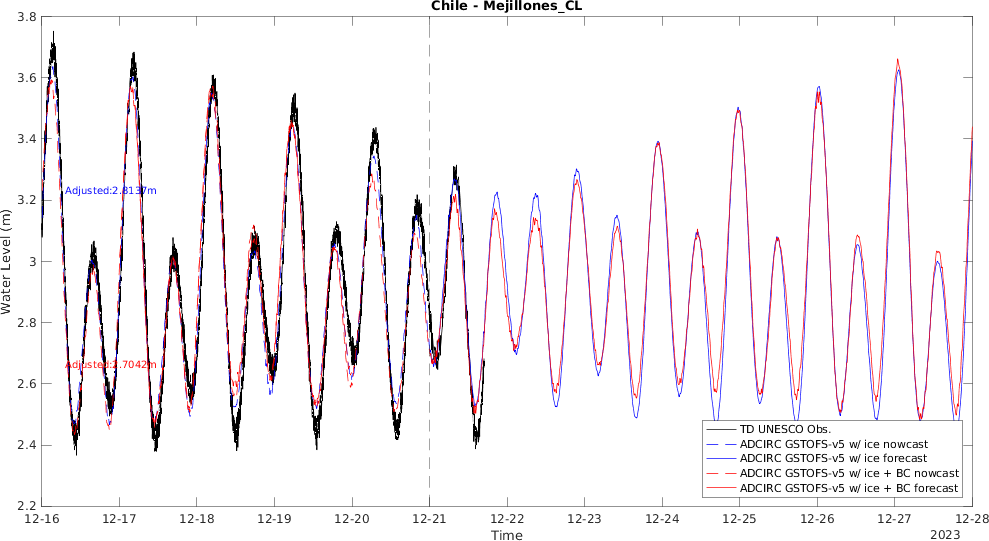 Chile - Mejillones_CL
3.8
3.6
3.4
3.2
3
2.8
2.6
2.4
2.2
Water Level (m)
Adjusted:2.8137m
Adjusted:2.7042m
TD UNESCO Obs.
ADCIRC GSTOFS-v5 w/ ice nowcast
ADCIRC GSTOFS-v5 w/ ice forecast
ADCIRC GSTOFS-v5 w/ ice + BC nowcast
ADCIRC GSTOFS-v5 w/ ice + BC forecast
12-16 12-17 12-18 12-19 12-20 12-21 12-22 12-23 12-24 12-25 12-26 12-27 12-28
Time
2023